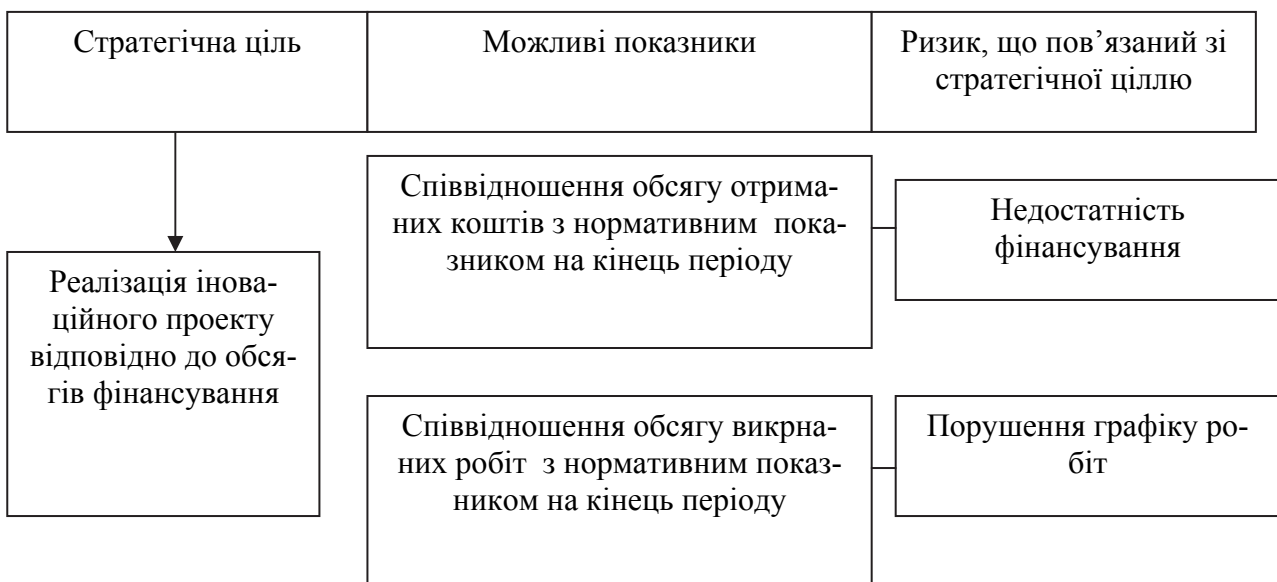 Стратегічна ціль
Можливі показники
Ризик, що пов’язаний зі
стратегічної ціллю
Співвідношення обсягу отрима-
них коштів з нормативним пока-
зником на кінець періоду
Недостатність
фінансування
Реалізація інова-
ційного проекту
відповідно до обся-
гів фінансування
Співвідношення обсягу викрна-
них робіт з нормативним показ-
ником на кінець періоду
Порушення графіку ро-
біт